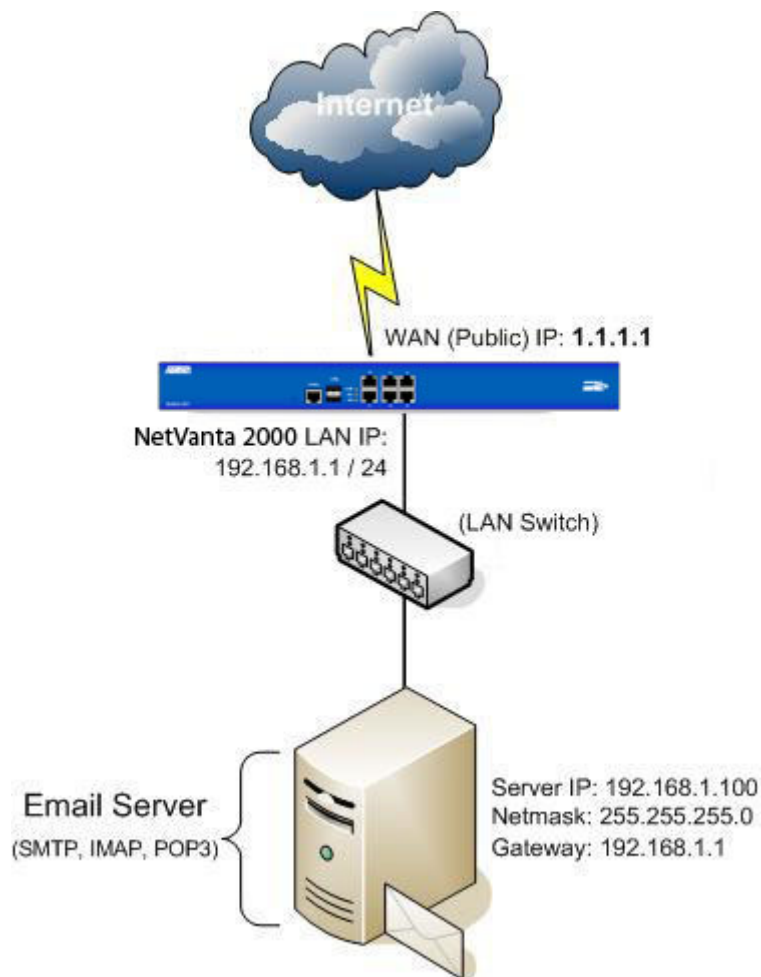 Internet
WAN (Public) IP: 1.1.1.1
NetVanta 2000 LAN IP:
192.168.1.1 / 24
(LAN Switch)
Email Server
(SMTP, IMAP, POP3)
Server IP: 192.168.1.100
Netmask: 255.255.255.0
Gateway: 192.168.1.1